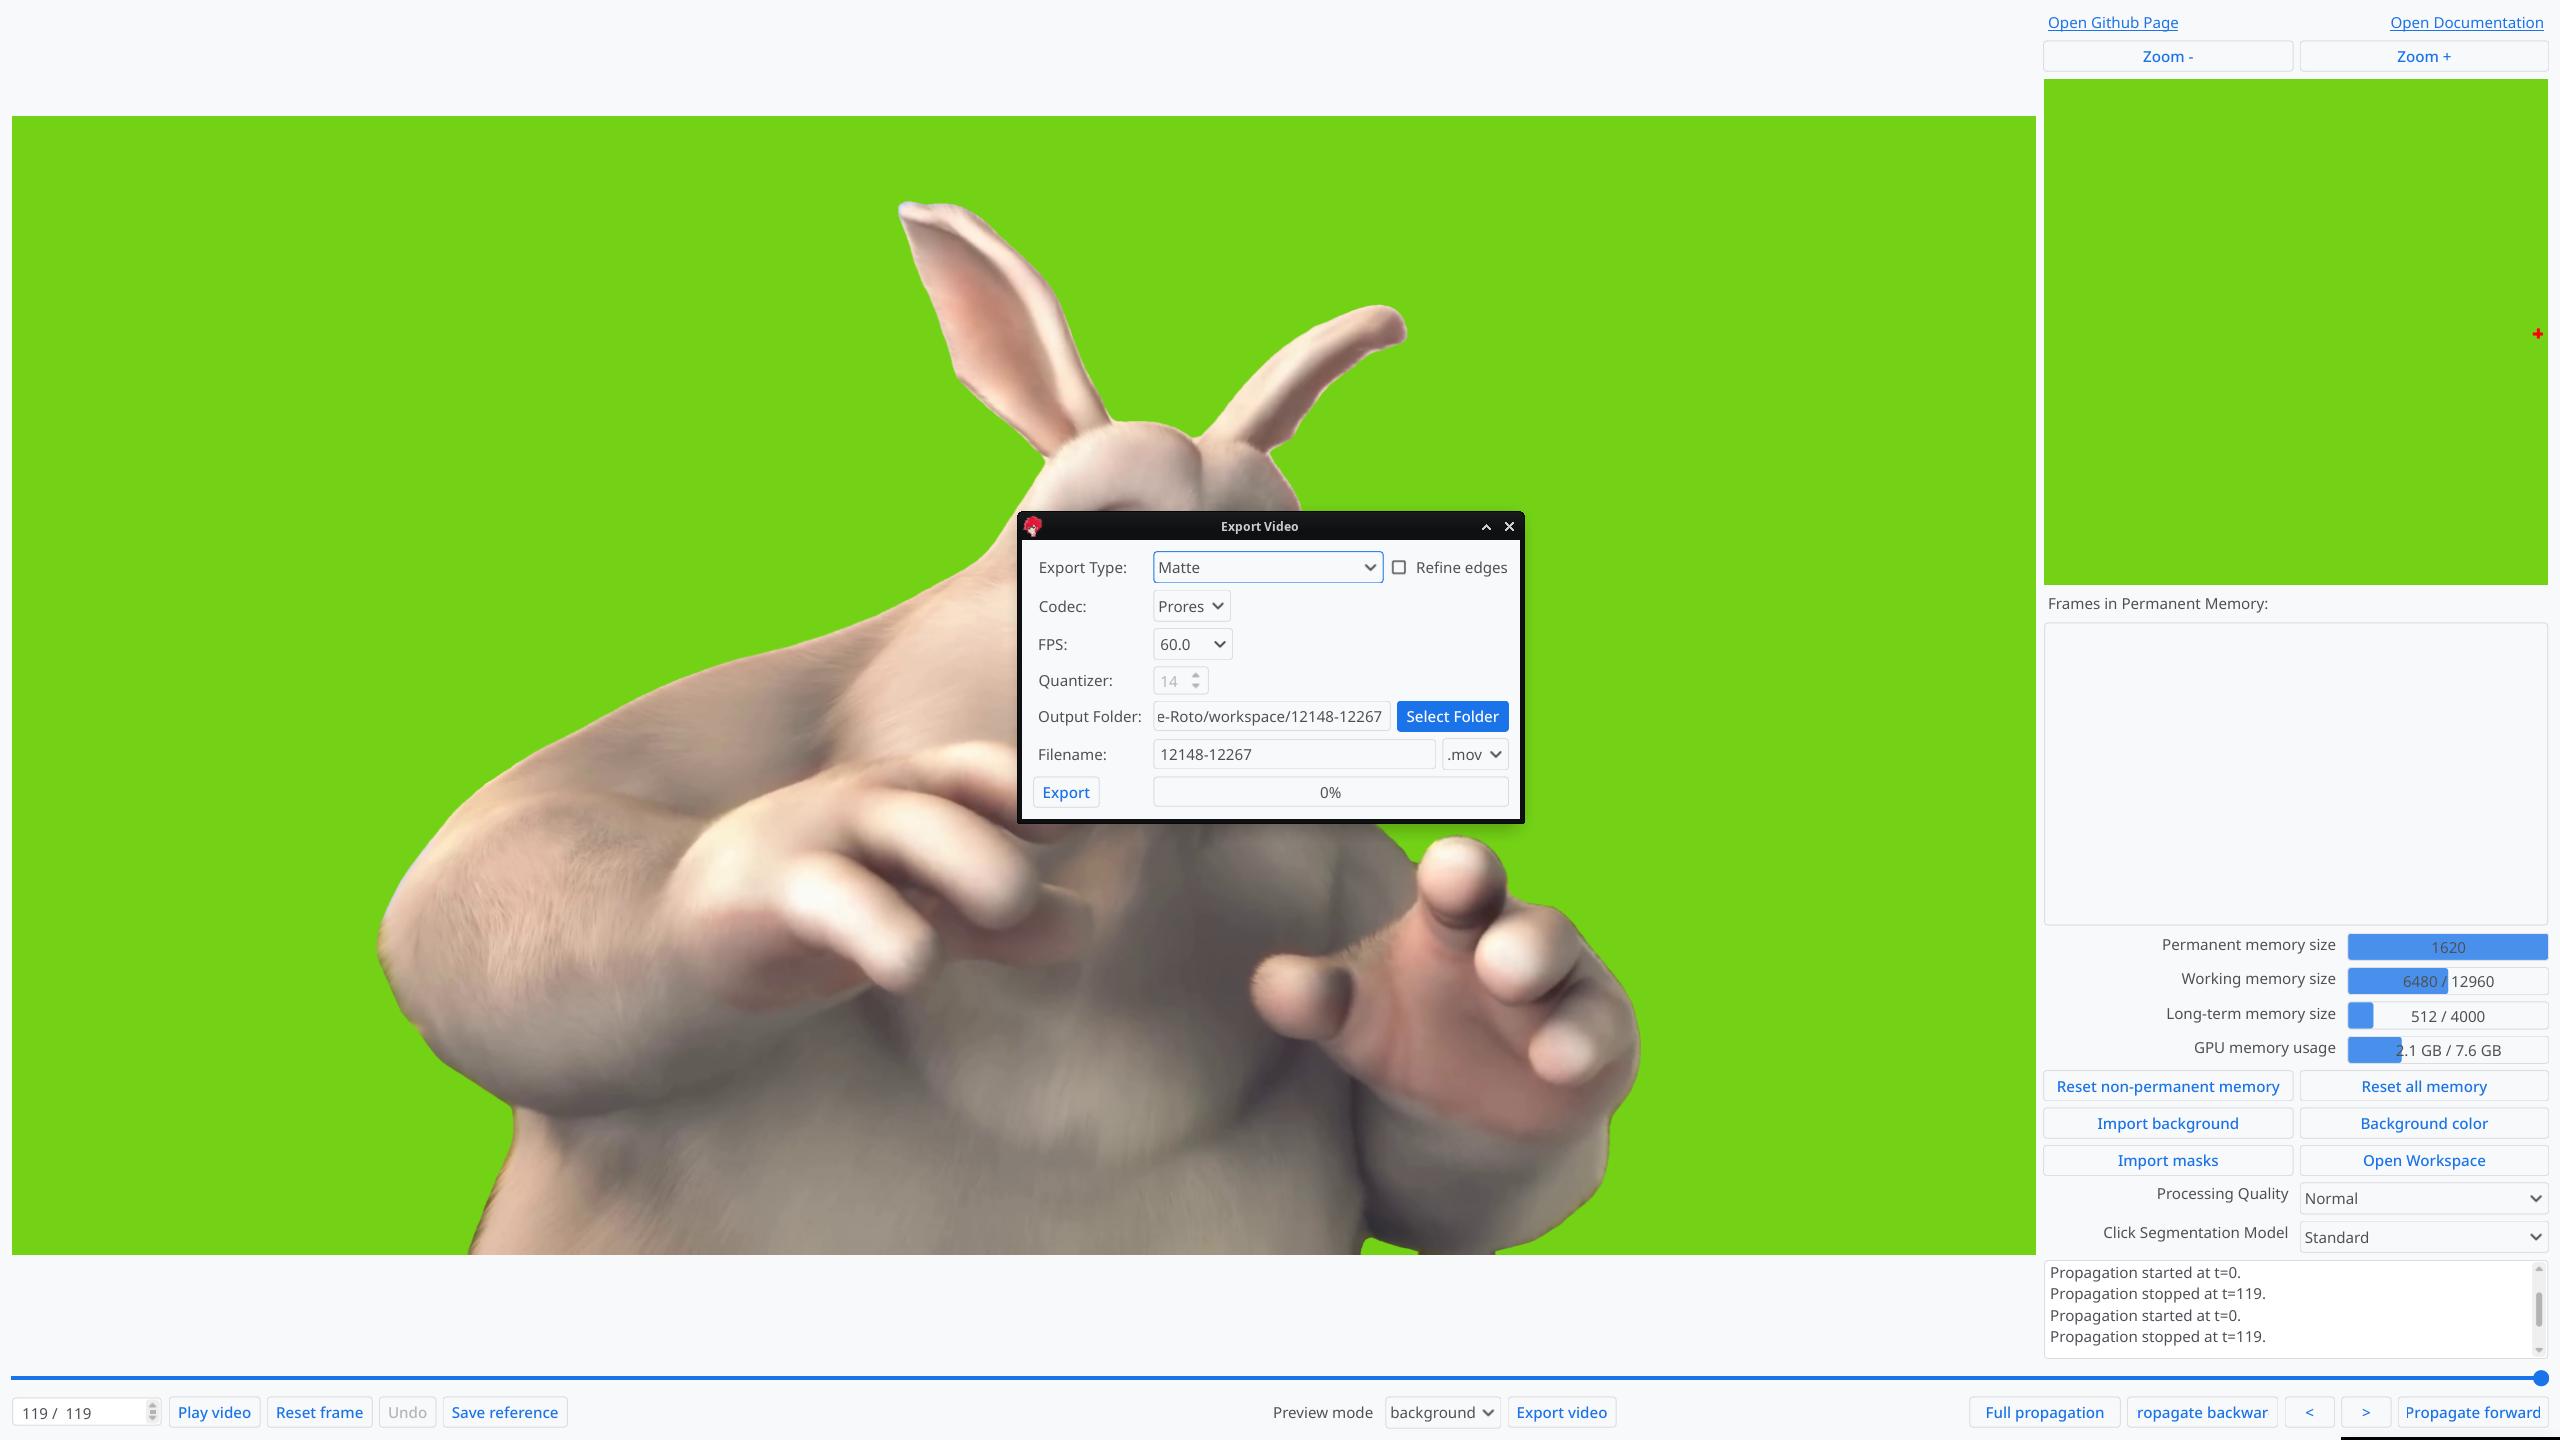 Open Github Page
Open Documentation
Zoom -
Zoom +
Export Video
Export Type:
Matte
Refine edges
Codec:
Prores
FPS:
60.0
Quantizer:
14
Output Folder:
e-Roto/workspace/12148-12267
Select Folder
Filename:
12148-12267
.mov
Export
0%
Frames in Permanent Memory:
Permanent memory size
1620
Working memory size
6480 / 12960
Long-term memory size
512 / 4000
GPU memory usage
2.1 GB / 7.6 GB
Reset non-permanent memory
Reset all memory
Import background
Background color
Import masks
Open Workspace
Processing Quality
Normal
Click Segmentation Model
Standard
Propagation started at t=0.
Propagation stopped at t=119.
Propagation started at t=0.
Propagation stopped at t=119.
119 / 119
Play video
Reset frame
Undo
Save reference
Preview mode
background
Export video
Full propagation
ropagate backwar
<
>
Propagate forward